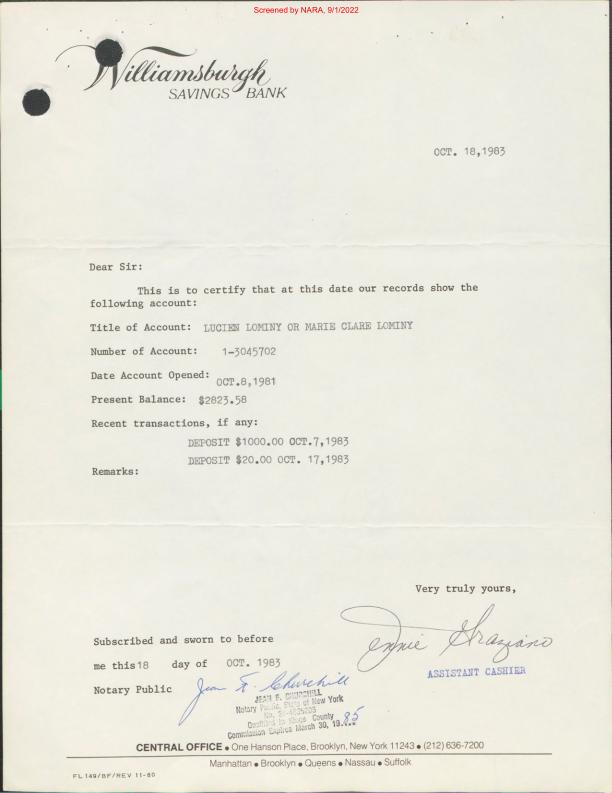 Screened by NARA, 9/1/2022
Williamsburgh
SAVINGS BANK
OCT. 18,1983
Dear Sir:
This is to certify that at this date our records show the
following account:
Title of Account: LUCIEN LOMINY OR MARIE CLARE LOMINY
Number of Account: 1-3045702
Date Account Opened: OCT.8,1981
Present Balance: $2823.58
Recent transactions, if any:
DEPOSIT $1000.00 OCT.7,1983
DEPOSIT $20.00 OCT. 17,1983
Remarks:
Very truly yours,
Graziano
ASSISTANT CASHIER
Subscribed and sworn to before
me this 18 day of OCT. 1983
Notary Public Jean F. Churchill
JEAN F. CHURCHILL
Notary Public, State of New York
No.
Qualified in Kings County
Commission Expires March 30, 1985
CENTRAL OFFICE • One Hanson Place, Brooklyn, New York 11243 • (212) 636-7200
Manhattan • Brooklyn • Queens • Nassau • Suffolk
FL 149/BF/REV 11-80